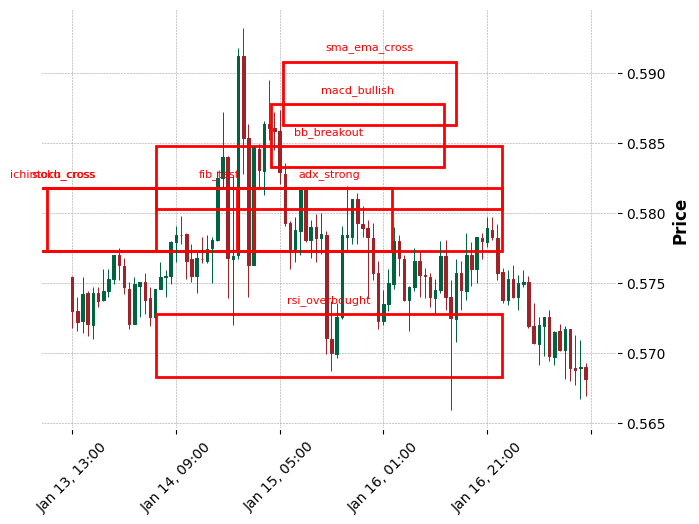 sma_ema_cross
macd_bullish
bb_breakout
stoch_cross
fib_test
adx_strong
rsi_overbought
0.590
0.585
0.580
0.575
0.570
0.565
Price
Jan 13, 13:00
Jan 14, 09:00
Jan 15, 05:00
Jan 16, 01:00
Jan 16, 21:00